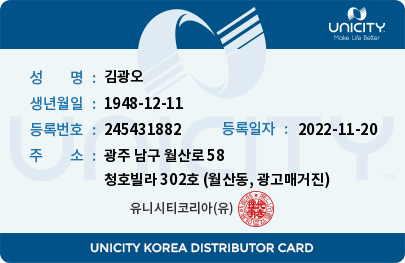 UNICITY
Make Life Better
성 명 : 김광오
생년월일 : 1948-12-11
등록번호 : 245431882 등록일자 : 2022-11-20
주 소 : 광주 남구 월산로 58
청호빌라 302호 (월산동, 광고매거진)
유니시티코리아(유)
UNICITY
TM
UNICITY KOREA DISTRIBUTOR CARD